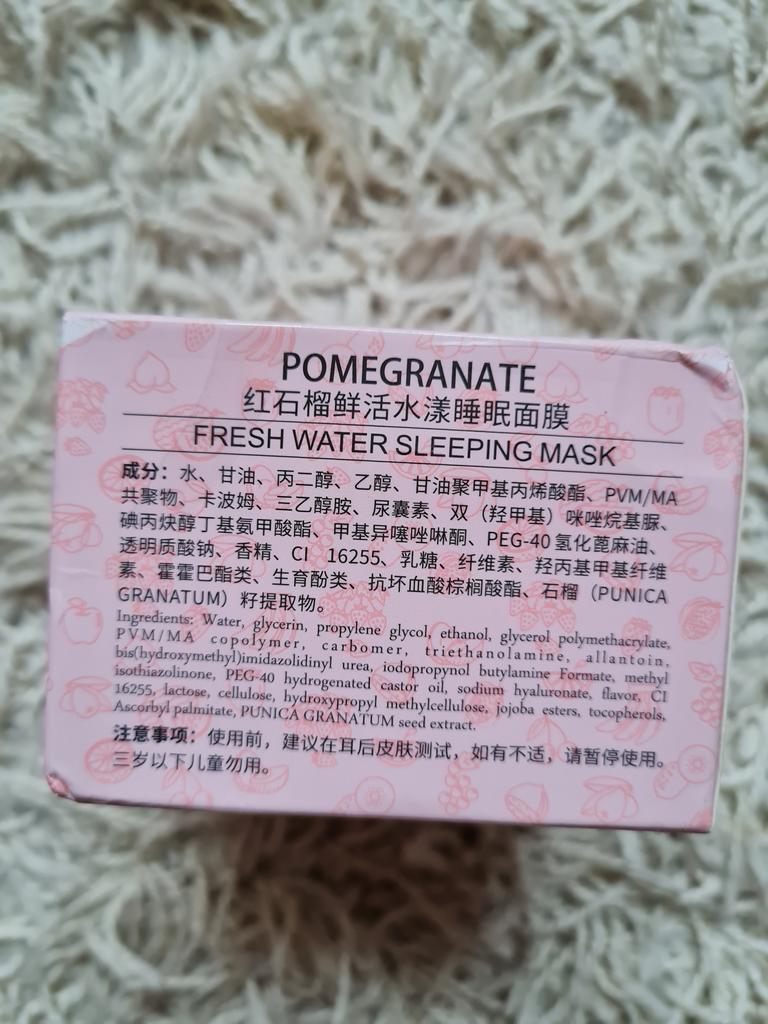 POMEGRANATE
红石榴鲜活水漾睡眠面膜
FRESH WATER SLEEPING MASK
成分：水、甘油、丙二醇、乙醇、甘油聚甲基丙烯酸酯、PVM/MA
共聚物、卡波姆、三乙醇胺、尿囊素、双（羟甲基）咪唑烷基脲、
碘丙炔醇丁基氨甲酸酯、甲基异噻唑啉酮、PEG-40氢化蓖麻油、
透明质酸钠、香精、CI 16255、乳糖、纤维素、羟丙基甲基纤维
素、霍霍巴酯类、生育酚类、抗坏血酸棕榈酸酯、石榴（PUNICA
GRANATUM）籽提取物。
Ingredients: Water, glycerin, propylene glycol, ethanol, glycerol polymethacrylate,
PVM/MA copolymer, carbomer, triethanolamine, allantoin,
bis(hydroxymethyl)imidazolidinyl urea, iodopropynol butylamine Formate, methyl
isothiazolinone, PEG-40 hydrogenated castor oil, sodium hyaluronate, flavor, CI
16255, lactose, cellulose, hydroxypropyl methylcellulose, jojoba esters, tocopherols,
Ascorbyl palmitate, PUNICA GRANATUM seed extract.
注意事项：使用前，建议在耳后皮肤测试，如有不适，请暂停使用。
三岁以下儿童勿用。